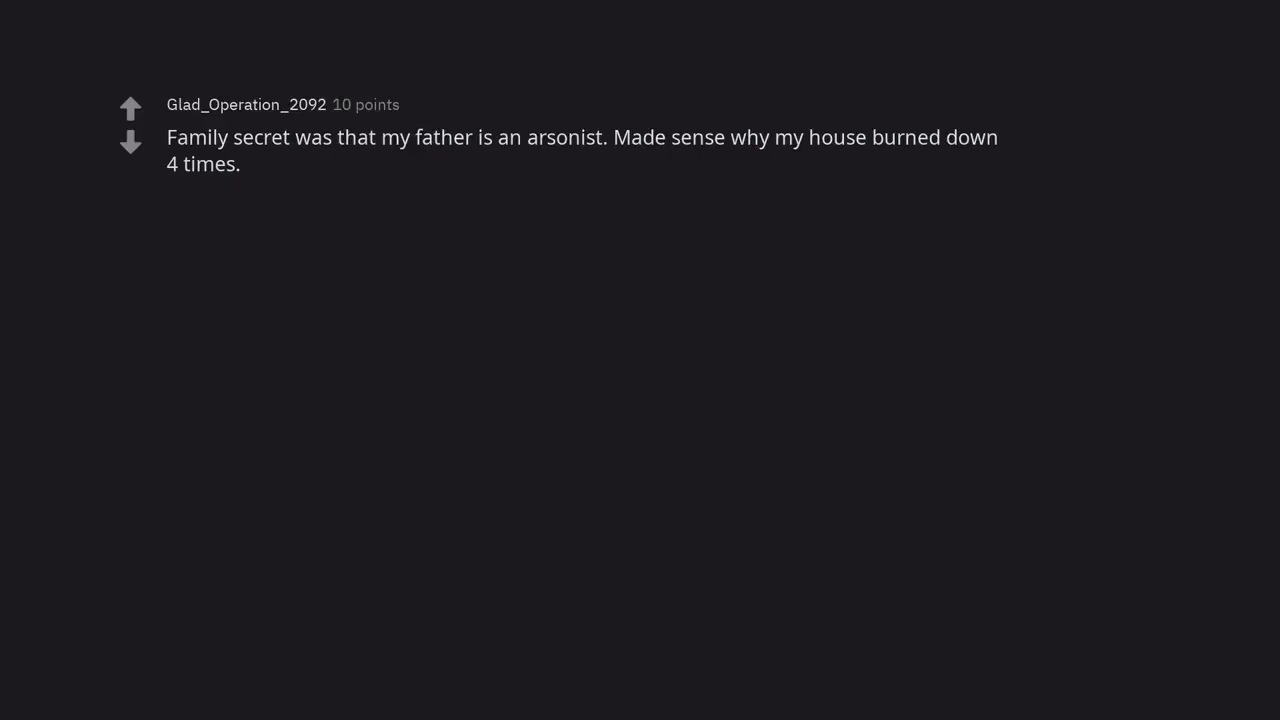 Glad_Operation_2092 10 points
Family secret was that my father is an arsonist. Made sense why my house burned down
4 times.